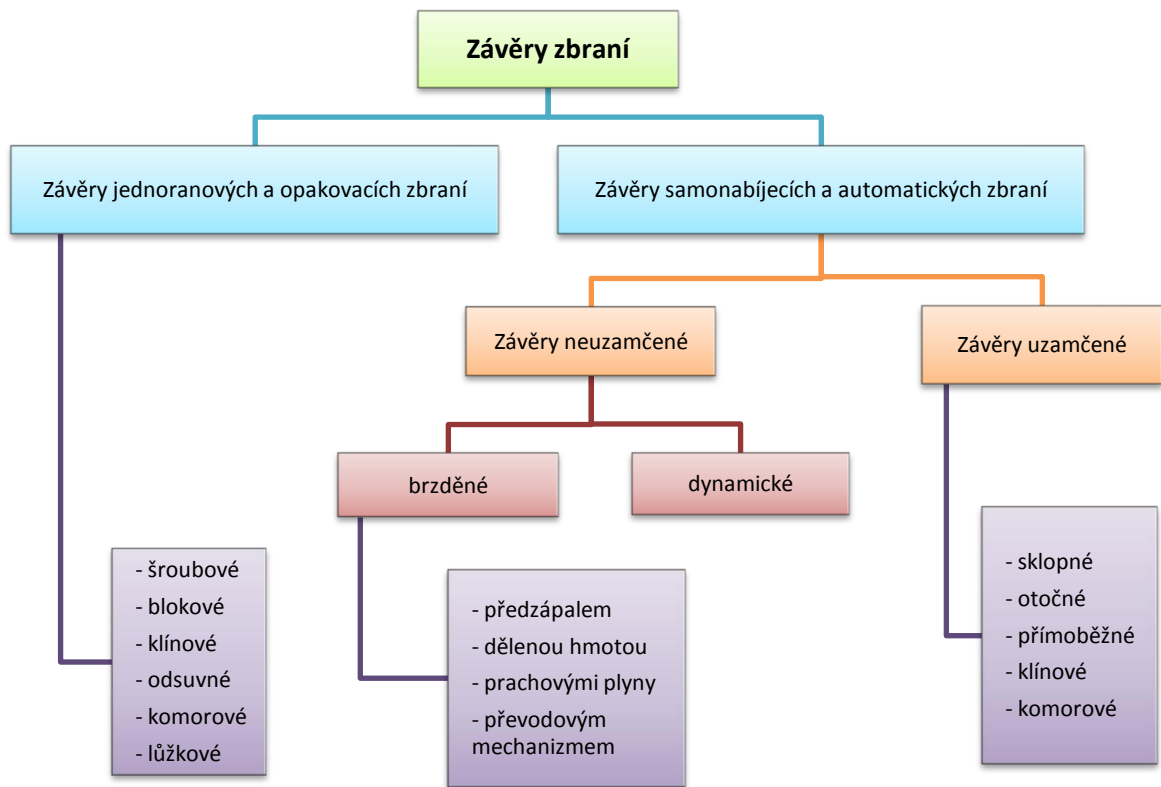 Závěry zbraní
Závěry jednoranových a opakovacích zbraní
Závěry samonabíjecích a automatických zbraní
Závěry neuzamčené
Závěry uzamčené
brzděné
dynamické
- šroubové
- blokové
- klínové
- odsuvné
- komorové
- lůžkové
- předzápalem
- dělenou hmotou
- prachovými plyny
- převodovým
mechanizmem
- sklopné
- otočné
- přímoběžné
- klínové
- komorové